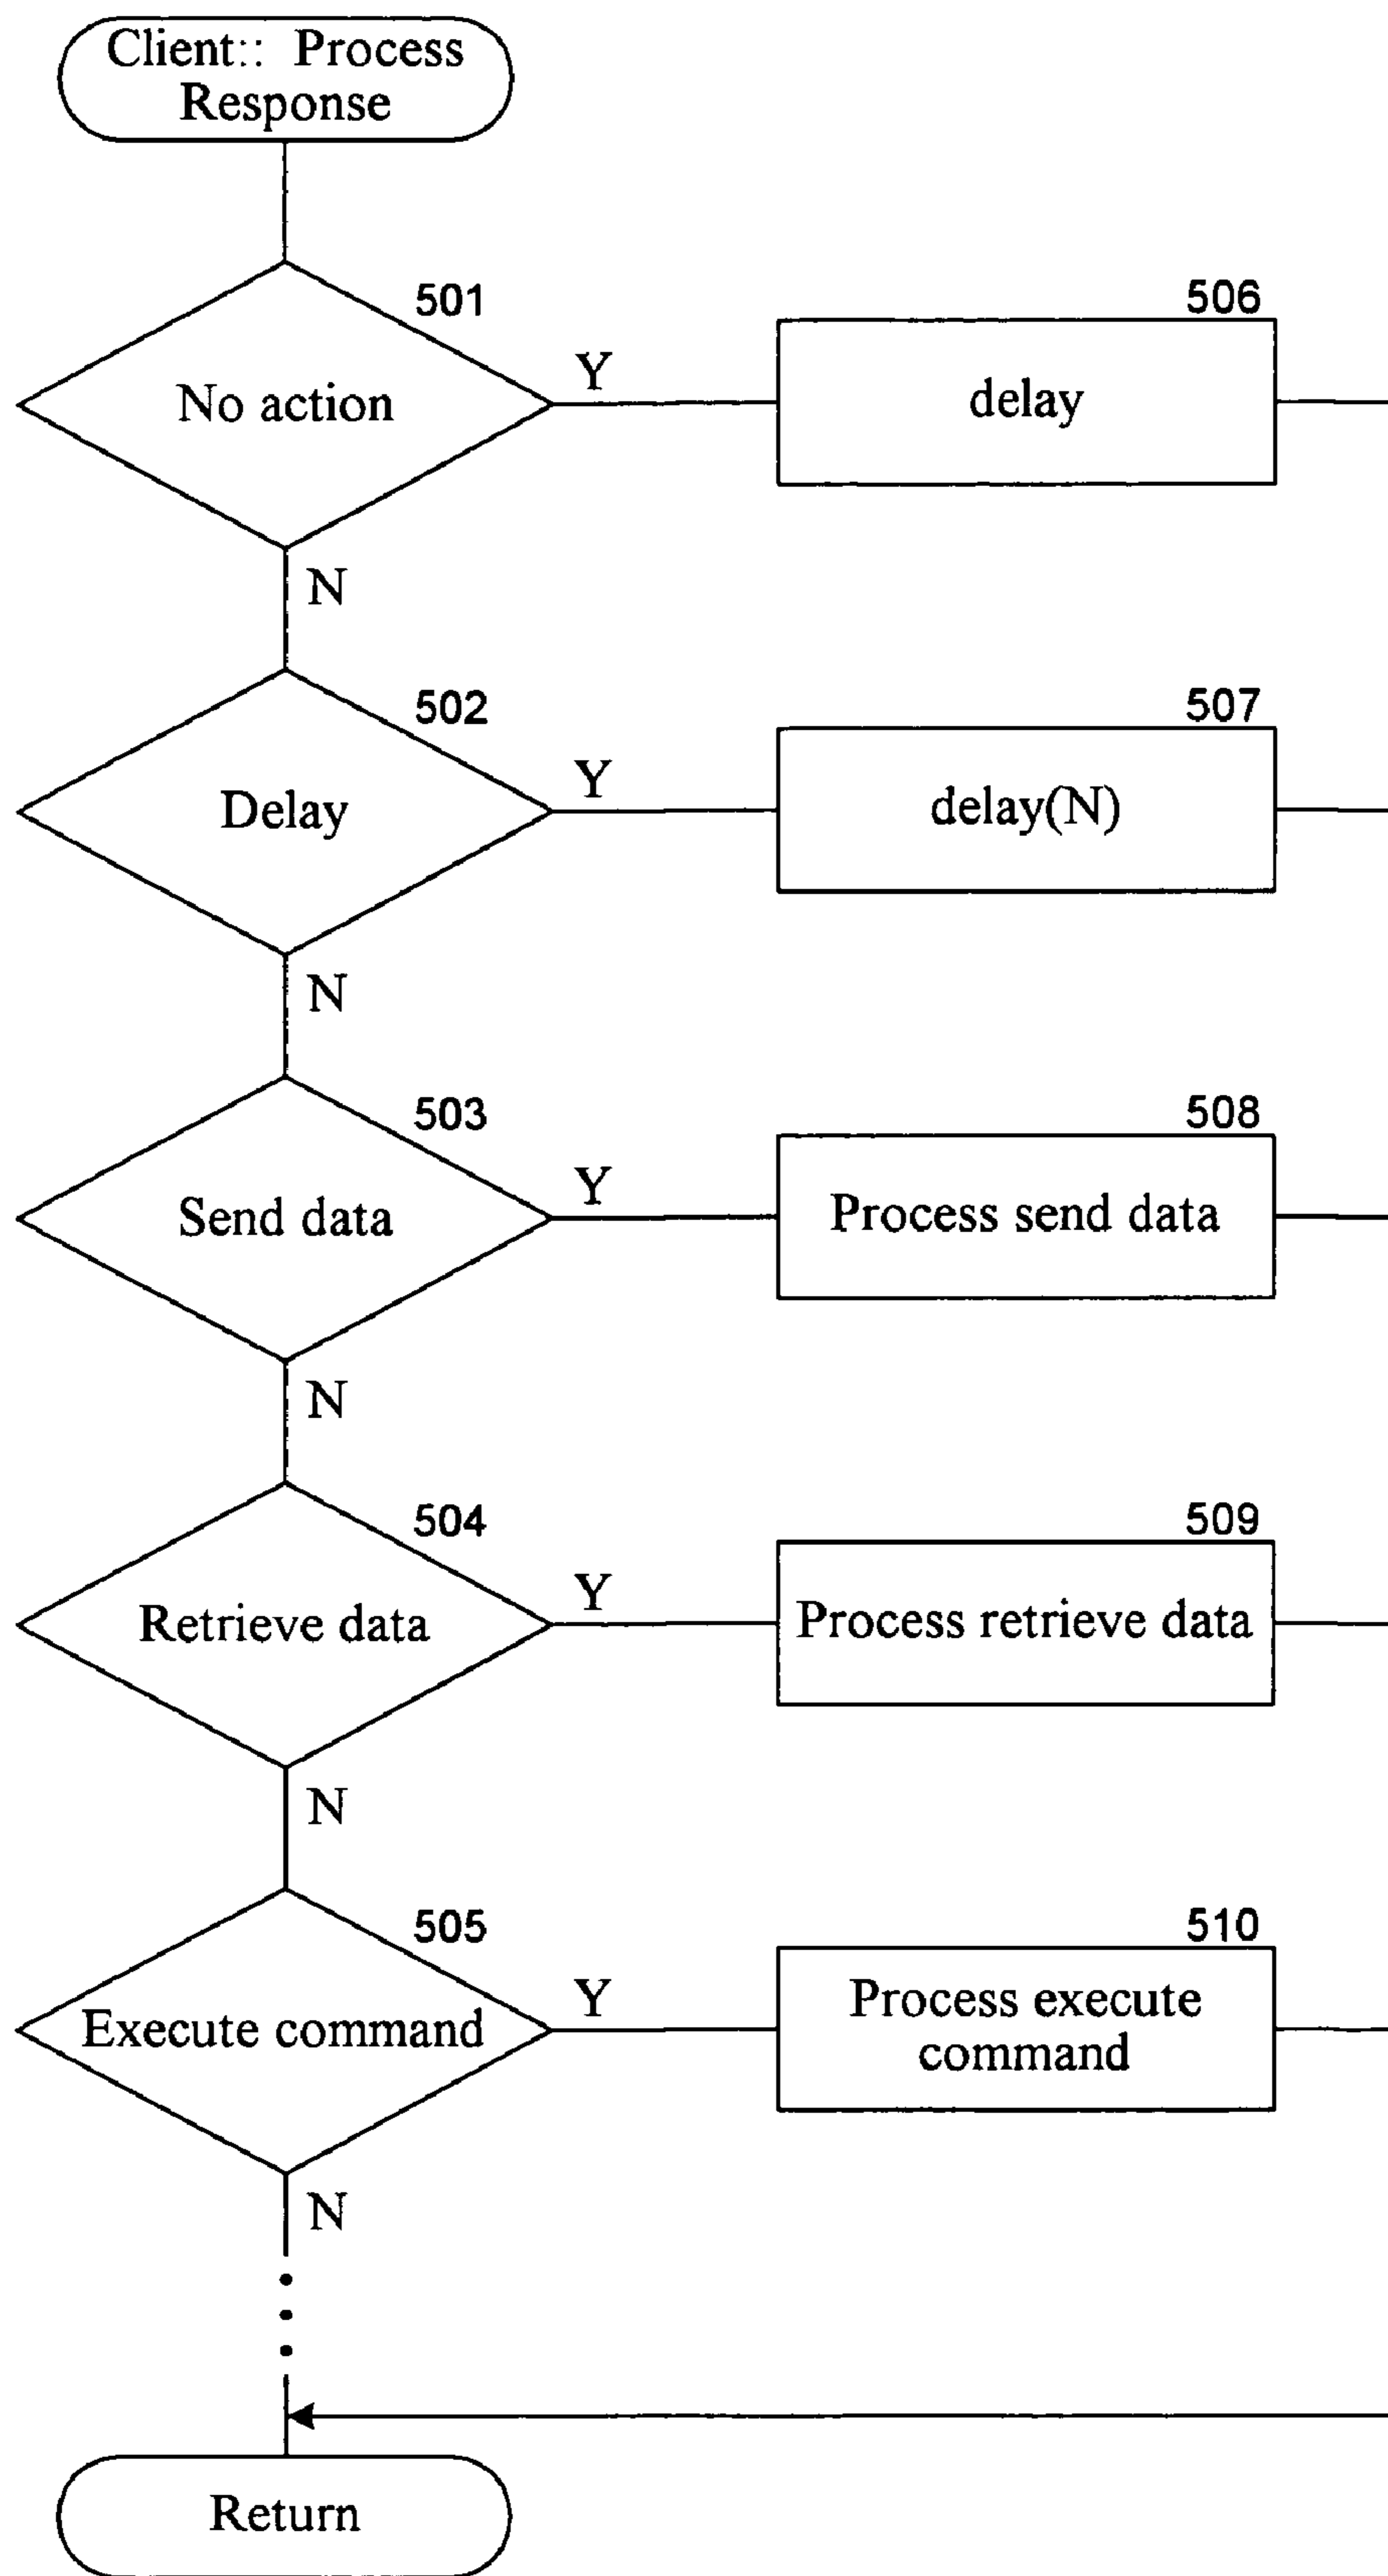 Client:: Process
Response
501
506
No action
Y
delay
N
502
507
Delay
Y
delay(N)
N
503
508
Send data
Y
Process send data
N
504
509
Retrieve data
Y
Process retrieve data
N
505
510
Execute command
Y
Process execute
command
N
Return